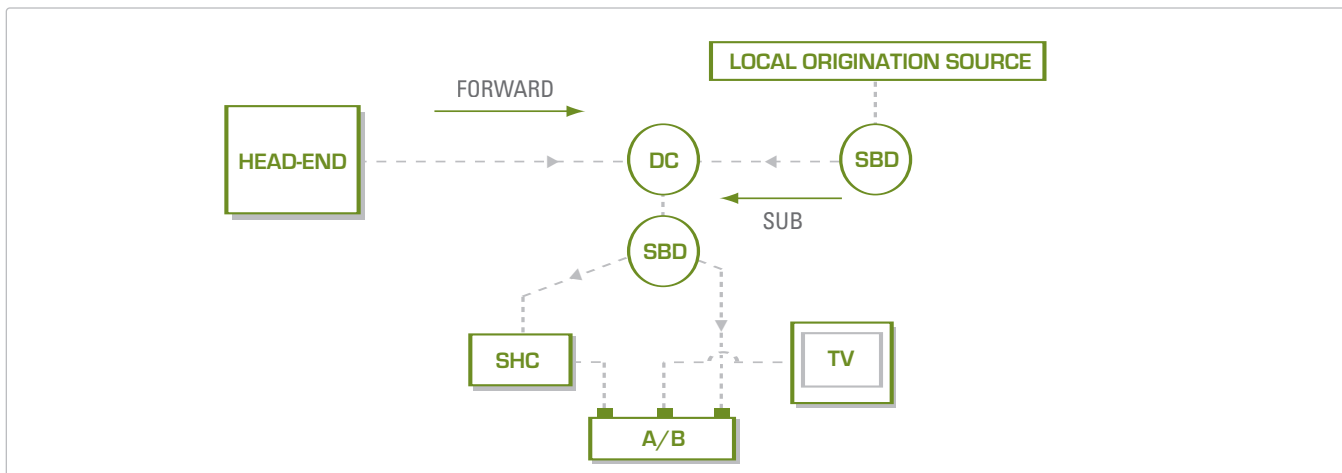 LOCAL ORIGINATION SOURCE
FORWARD
HEAD-END
DC
SBD
SUB
SBD
SHC
TV
A/B